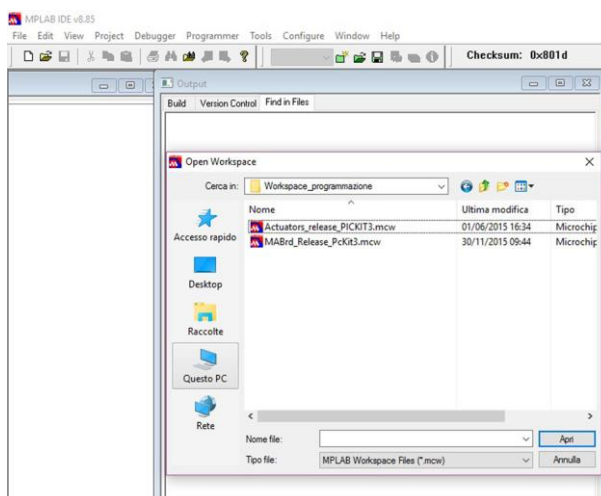 MPLAB IDE v8.85
File Edit View Project Debugger Programmer Tools Configure Window Help
Checksum: 0x801d
Output
Build Version Control Find in Files
Open Workspace
Cerca in: Workspace_programmazione
Nome Ultima modifica Tipo
Actuators_release_PICKIT3.mcw 01/06/2015 16:34 Microchip
MABrd_Release_PcKit3.mcw 30/11/2015 09:44 Microchip
Accesso rapido
Desktop
Raccolte
Questo PC
Rete
Nome file: Apri
Tipo file: MPLAB Workspace Files (*.mcw) Annulla